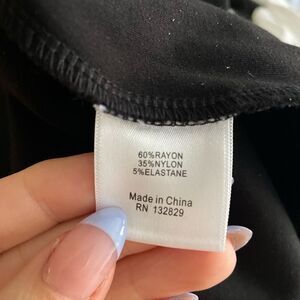 60%RAYON
35%NYLON
5%ELASTANE
Made in China
RN 132829